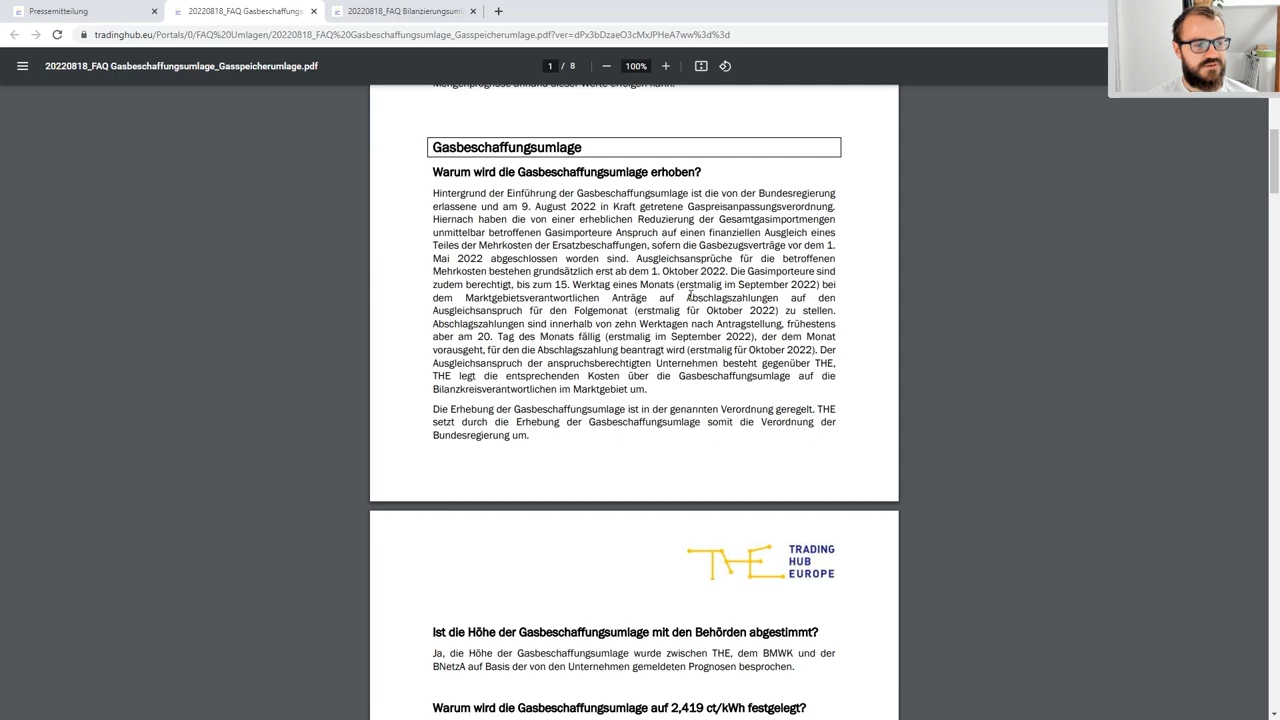 Pressemitteilung
20220818_FAQ Gasbeschaffungs
20220818_FAQ Bilanzierungsum
tradinghub.eu/Portals/0/FAQ%20Umlagen/20220818_FAQ%20Gasbeschaffungsumlage_Gasspeicherumlage.pdf?ver=dPx3bDzaeO3cMxJPHeA7ww%3d%3d
20220818_FAQ Gasbeschaffungsumlage_Gasspeicherumlage.pdf
1 / 8
100%
Mengenprognose anhand dieser Werte erfolgen kann.
Gasbeschaffungsumlage
Warum wird die Gasbeschaffungsumlage erhoben?
Hintergrund der Einführung der Gasbeschaffungsumlage ist die von der Bundesregierung
erlassene und am 9. August 2022 in Kraft getretene Gaspreisanpassungsverordnung.
Hiernach haben die von einer erheblichen Reduzierung der Gesamtgasimportmengen
unmittelbar betroffenen Gasimporteure Anspruch auf einen finanziellen Ausgleich eines
Teiles der Mehrkosten der Ersatzbeschaffungen, sofern die Gasbezugsverträge vor dem 1.
Mai 2022 abgeschlossen worden sind. Ausgleichsansprüche für die betroffenen
Mehrkosten bestehen grundsätzlich erst ab dem 1. Oktober 2022. Die Gasimporteure sind
zudem berechtigt, bis zum 15. Werktag eines Monats (erstmalig im September 2022) bei
dem Marktgebietsverantwortlichen Anträge auf Abschlagszahlungen auf den
Ausgleichsanspruch für den Folgemonat (erstmalig für Oktober 2022) zu stellen.
Abschlagszahlungen sind innerhalb von zehn Werktagen nach Antragstellung, frühestens
aber am 20. Tag des Monats fällig (erstmalig im September 2022), der dem Monat
vorausgeht, für den die Abschlagszahlung beantragt wird (erstmalig für Oktober 2022). Der
Ausgleichsanspruch der anspruchsberechtigten Unternehmen besteht gegenüber THE,
THE legt die entsprechenden Kosten über die Gasbeschaffungsumlage auf die
Bilanzkreisverantwortlichen im Marktgebiet um.
Die Erhebung der Gasbeschaffungsumlage ist in der genannten Verordnung geregelt. THE
setzt durch die Erhebung der Gasbeschaffungsumlage somit die Verordnung der
Bundesregierung um.
THE
TRADING
HUB
EUROPE
Ist die Höhe der Gasbeschaffungsumlage mit den Behörden abgestimmt?
Ja, die Höhe der Gasbeschaffungsumlage wurde zwischen THE, dem BMWK und der
BNetzA auf Basis der von den Unternehmen gemeldeten Prognosen besprochen.
Warum wird die Gasbeschaffungsumlage auf 2,419 ct/kWh festgelegt?